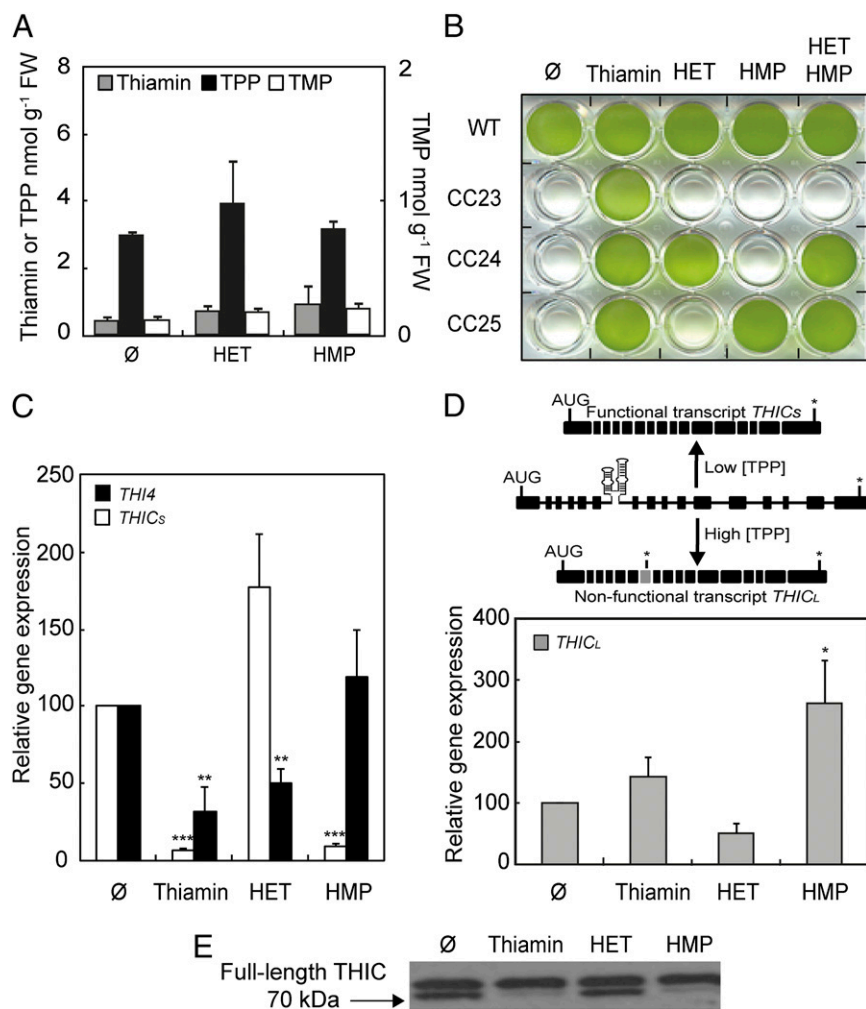 A
Thiamin or TPP nmol g⁻¹ FW
8
6
4
2
0
Thiamin TPP TMP
2
1
0
TMP nmol g⁻¹ FW
Ø HET HMP
B
Ø Thiamin HET HMP HET HMP
WT
CC23
CC24
CC25
C
Relative gene expression
250
200
150
100
50
0
THI4
THICS
*** ** ** ***
Ø Thiamin HET HMP
D
AUG *
Functional transcript THICS
Low [TPP]
AUG *
High [TPP]
AUG * *
Non-functional transcript THICL
Relative gene expression
400
300
200
100
0
THICL
*
Ø Thiamin HET HMP
E
Ø Thiamin HET HMP
Full-length THIC
70 kDa